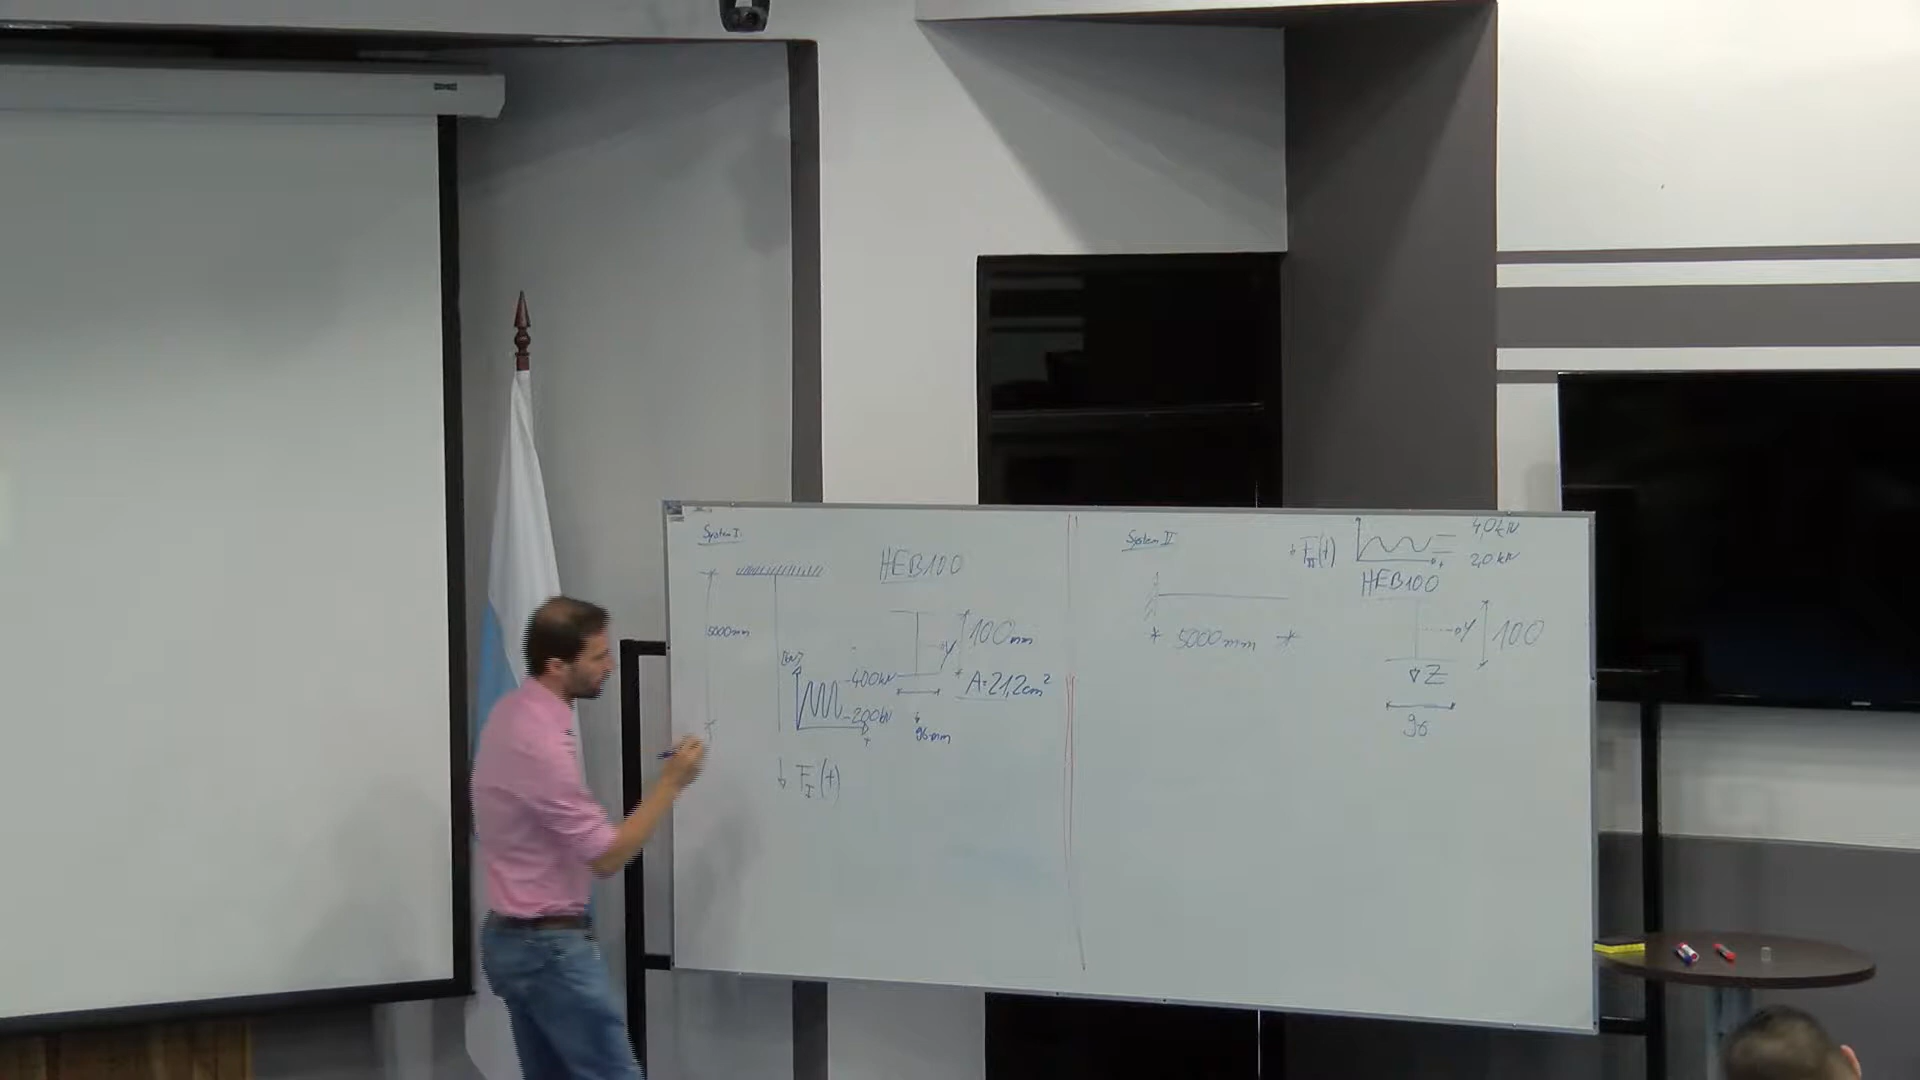 System I
HEB100
5000mm
100mm
y
[kN]
400kN
A=21,2cm²
200kN
t
96mm
F_I(t)
System II
F_II(t)
4,0kN
2,0kN
t
HEB100
5000mm
y
100
Z
96